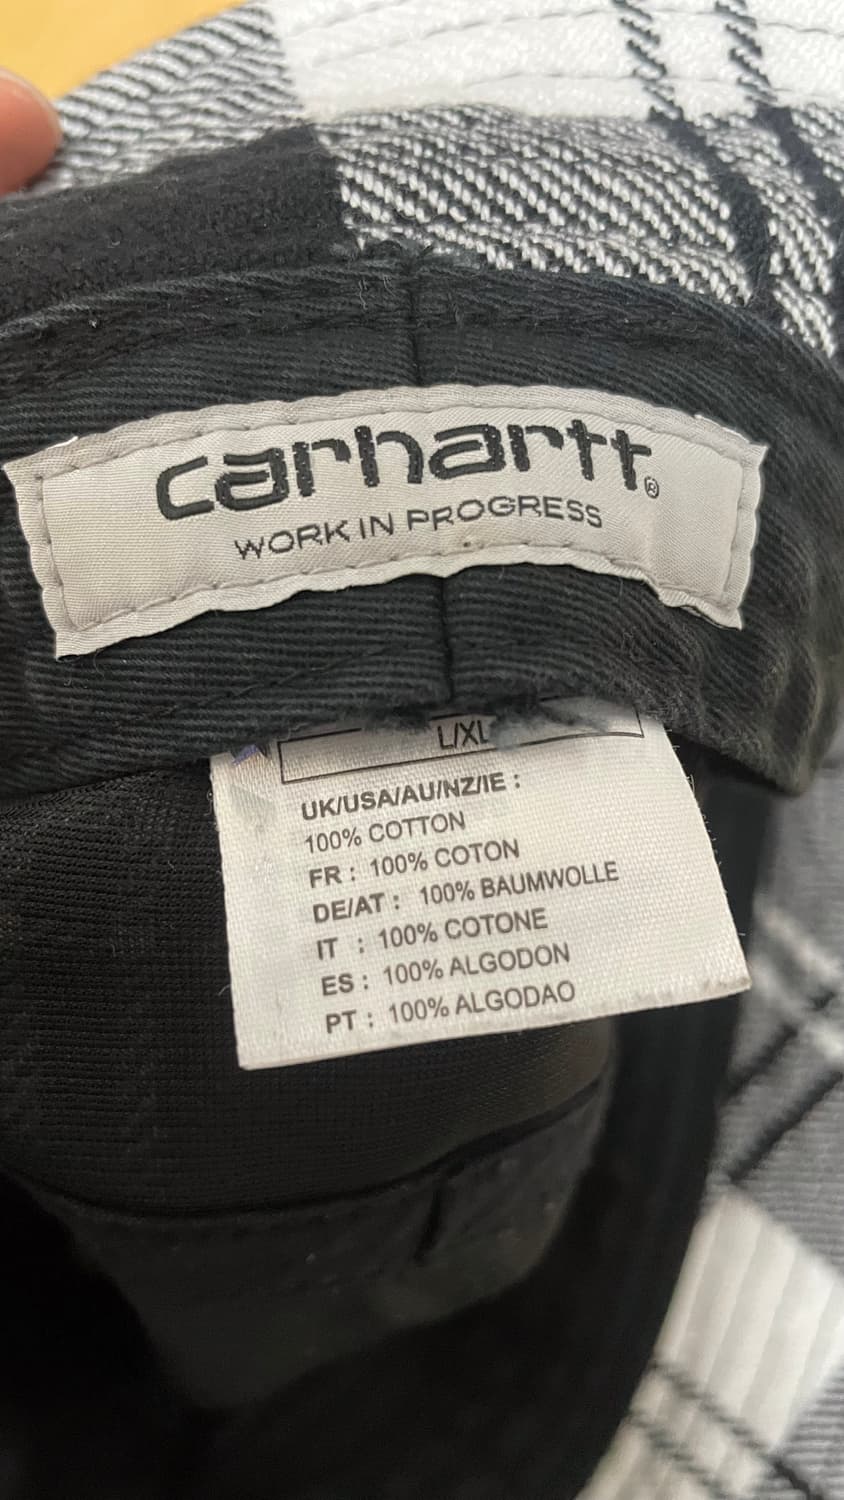 carhartt®
WORK IN PROGRESS
L/XL
UK/USA/AU/NZ/IE :
100% COTTON
FR : 100% COTON
DE/AT : 100% BAUMWOLLE
IT : 100% COTONE
ES : 100% ALGODON
PT : 100% ALGODAO